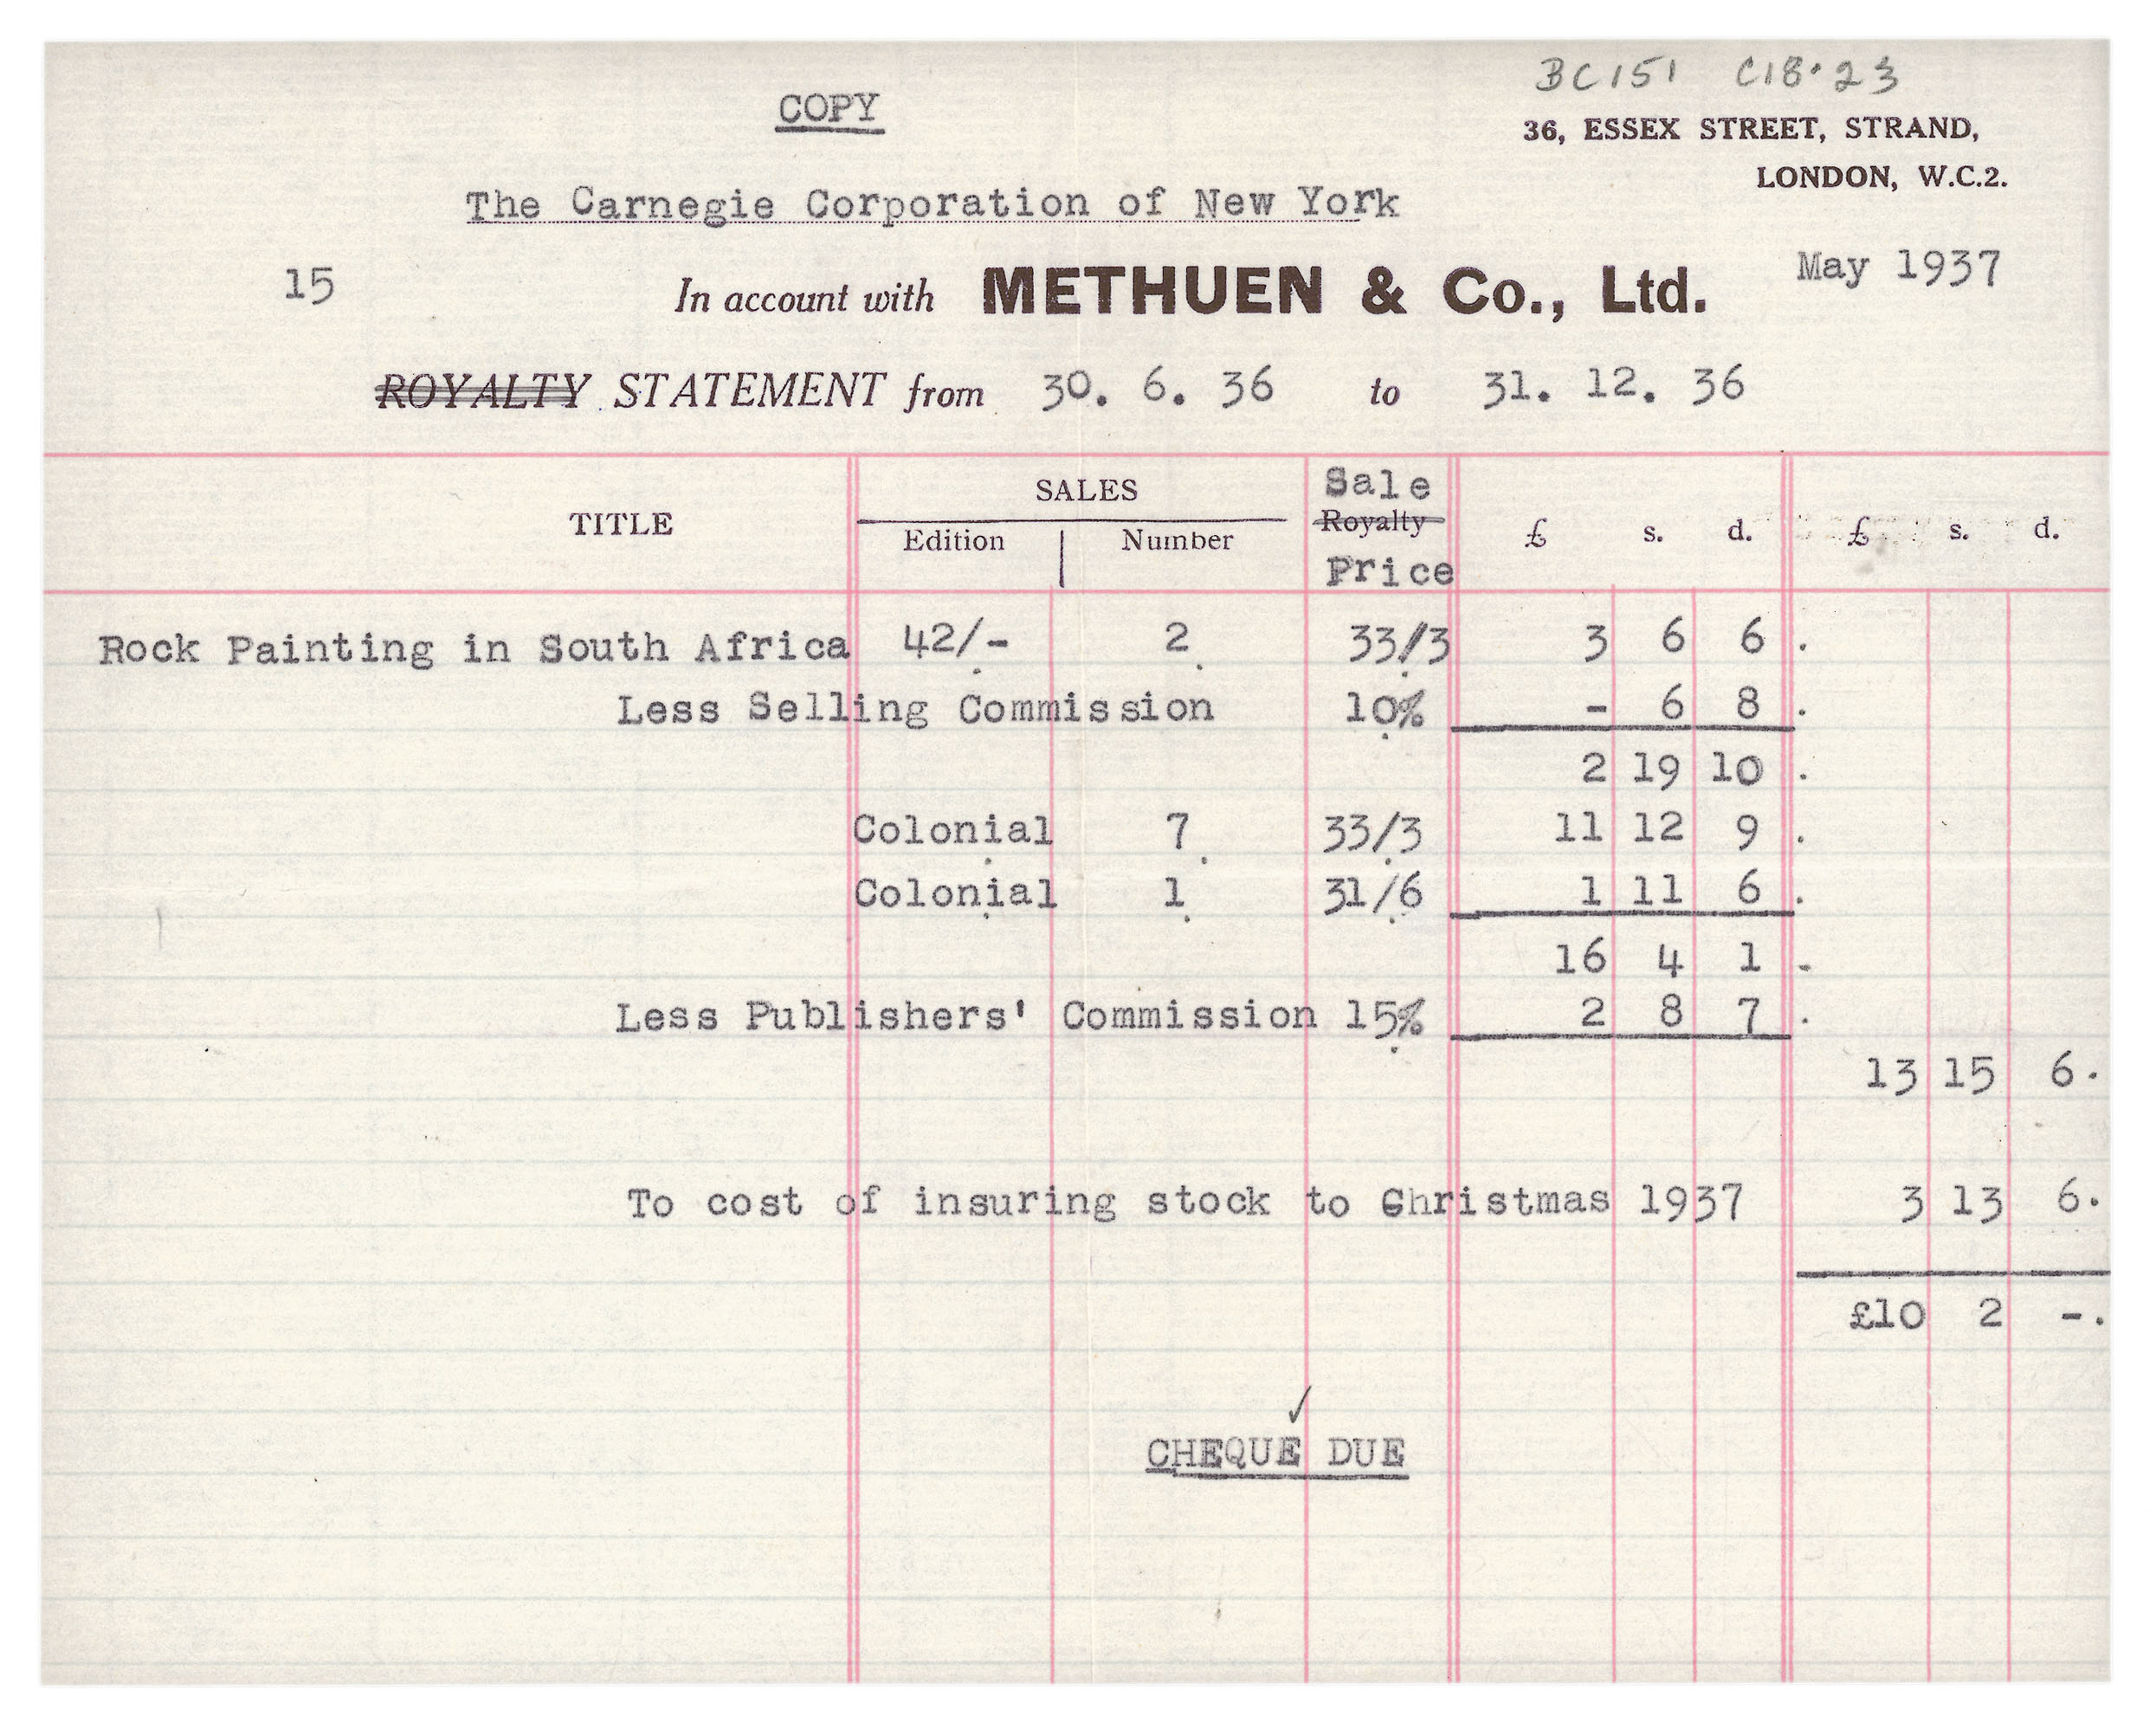 BC151 C18.23
COPY
36, ESSEX STREET, STRAND,
LONDON, W.C.2.
The Carnegie Corporation of New York
15 In account with METHUEN & Co., Ltd. May 1937
ROYALTY STATEMENT from 30. 6. 36 to 31. 12. 36
TITLE SALES Edition Number Sale Royalty Price £ s. d. £ s. d.
Rock Painting in South Africa 42/- 2 33/3 3 6 6 .
Less Selling Commission 10% - 6 8 .
2 19 10 .
Colonial 7 33/3 11 12 9 .
Colonial 1 31/6 1 11 6 .
16 4 1 .
Less Publishers' Commission 15% 2 8 7 .
13 15 6.
To cost of insuring stock to Christmas 1937 3 13 6.
£10 2 -.
CHEQUE DUE